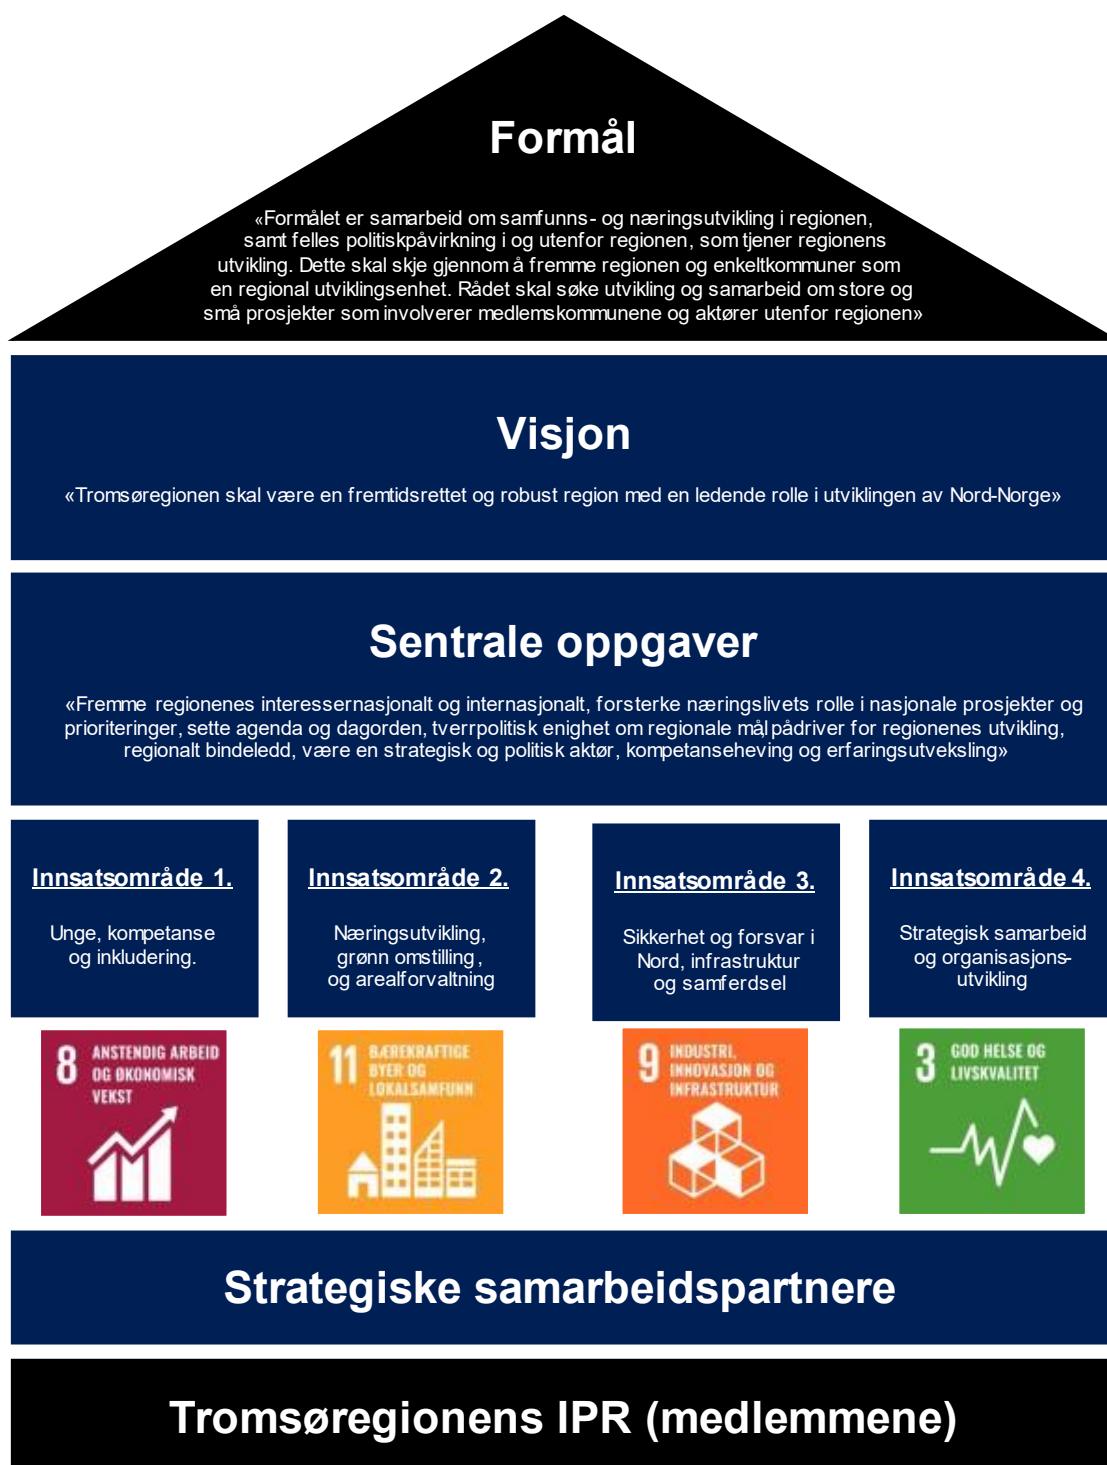 Formål
«Formålet er samarbeid om samfunns- og næringsutvikling i regionen,
samt felles politiskpåvirkning i og utenfor regionen, som tjener regionens
utvikling. Dette skal skje gjennom å fremme regionen og enkeltkommuner som
en regional utviklingsenhet. Rådet skal søke utvikling og samarbeid om store og
små prosjekter som involverer medlemskommunene og aktører utenfor regionen»
Visjon
«Tromsøregionen skal være en fremtidsrettet og robust region med en ledende rolle i utviklingen av Nord-Norge»
Sentrale oppgaver
«Fremme regionenes interessernasjonalt og internasjonalt, forsterke næringslivets rolle i nasjonale prosjekter og
prioriteringer, sette agenda og dagorden, tverrpolitisk enighet om regionale mål, pådriver for regionenes utvikling,
regionalt bindeledd, være en strategisk og politisk aktør, kompetanseheving og erfaringsutveksling»
Innsatsområde 1.
Unge, kompetanse
og inkludering.
Innsatsområde 2.
Næringsutvikling,
grønn omstilling,
og arealforvaltning
Innsatsområde 3.
Sikkerhet og forsvar i
Nord, infrastruktur
og samferdsel
Innsatsområde 4.
Strategisk samarbeid
og organisasjons-
utvikling
8 ANSTENDIG ARBEID
OG ØKONOMISK
VEKST
11 BÆREKRAFTIGE
BYER OG
LOKALSAMFUNN
9 INDUSTRI,
INNOVASJON OG
INFRASTRUKTUR
3 GOD HELSE OG
LIVSKVALITET
Strategiske samarbeidspartnere
Tromsøregionens IPR (medlemmene)